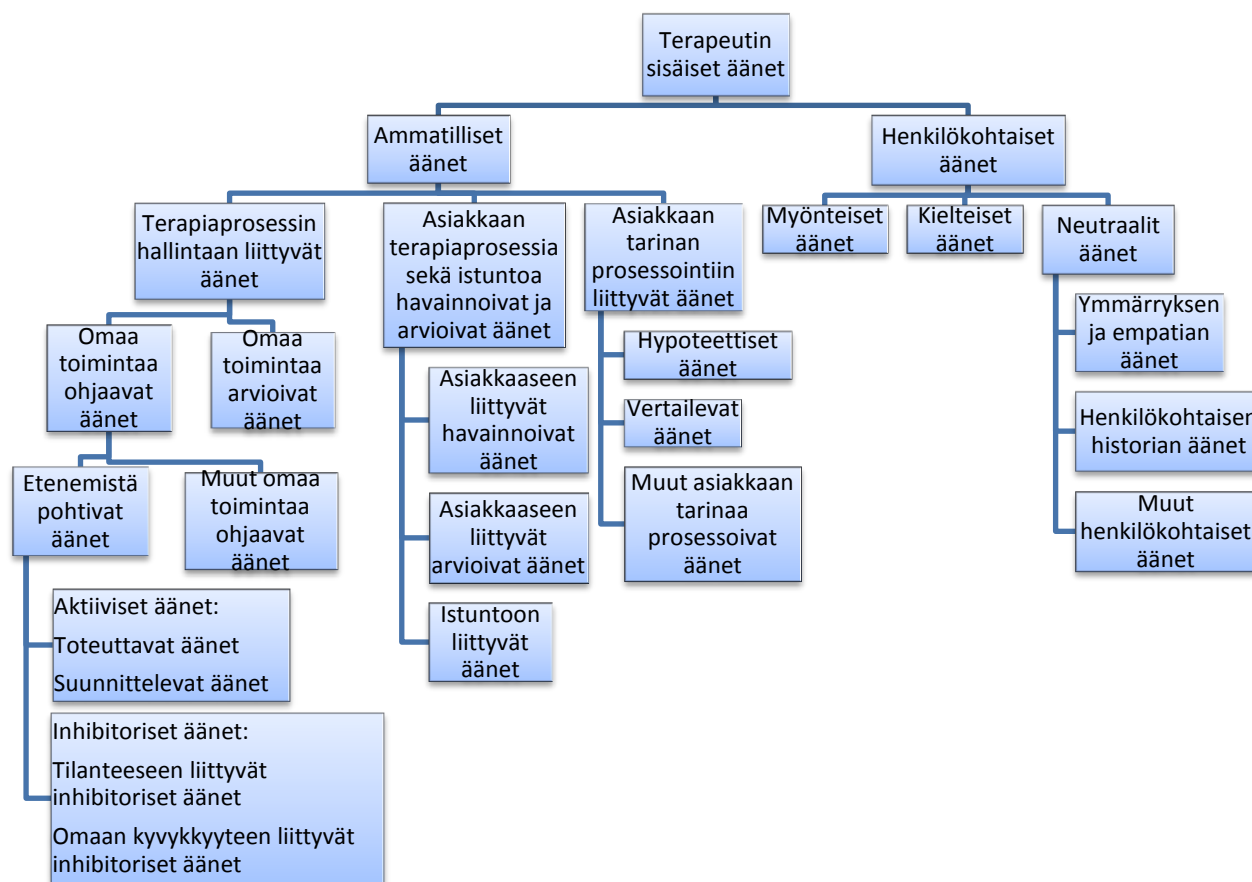 Terapeutin
sisäiset äänet
Ammatilliset
äänet
Henkilökohtaiset
äänet
Terapiaprosessin
hallintaan liittyvät
äänet
Asiakkaan
terapiaprosessia
sekä istuntoa
havainnoivat ja
arvioivat äänet
Asiakkaan
tarinan
prosessointiin
liittyvät äänet
Myönteiset
äänet
Kielteiset
äänet
Neutraalit
äänet
Omaa
toimintaa
ohjaavat
äänet
Omaa
toimintaa
arvioivat
äänet
Etenemistä
pohtivat
äänet
Muut omaa
toimintaa
ohjaavat
äänet
Aktiiviset äänet:
Toteuttavat äänet
Suunnittelevat äänet
Inhibitoriset äänet:
Tilanteeseen liittyvät
inhibitoriset äänet
Omaan kyvykkyyteen liittyvät
inhibitoriset äänet
Asiakkaaseen
liittyvät
havainnoivat
äänet
Asiakkaaseen
liittyvät
arvioivat äänet
Istuntoon
liittyvät
äänet
Hypoteettiset
äänet
Vertailevat
äänet
Muut asiakkaan
tarinaa
prosessoivat
äänet
Ymmärryksen
ja empatian
äänet
Henkilökohtaisen
historian äänet
Muut
henkilökohtaiset
äänet